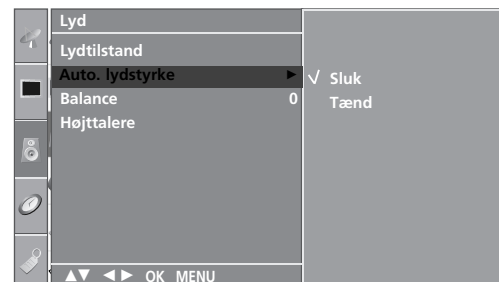 Lyd
Lydtilstand
Auto. lydstyrke ► √ Sluk
Tænd
Balance 0
Højttalere
▲▼ ◄► OK MENU